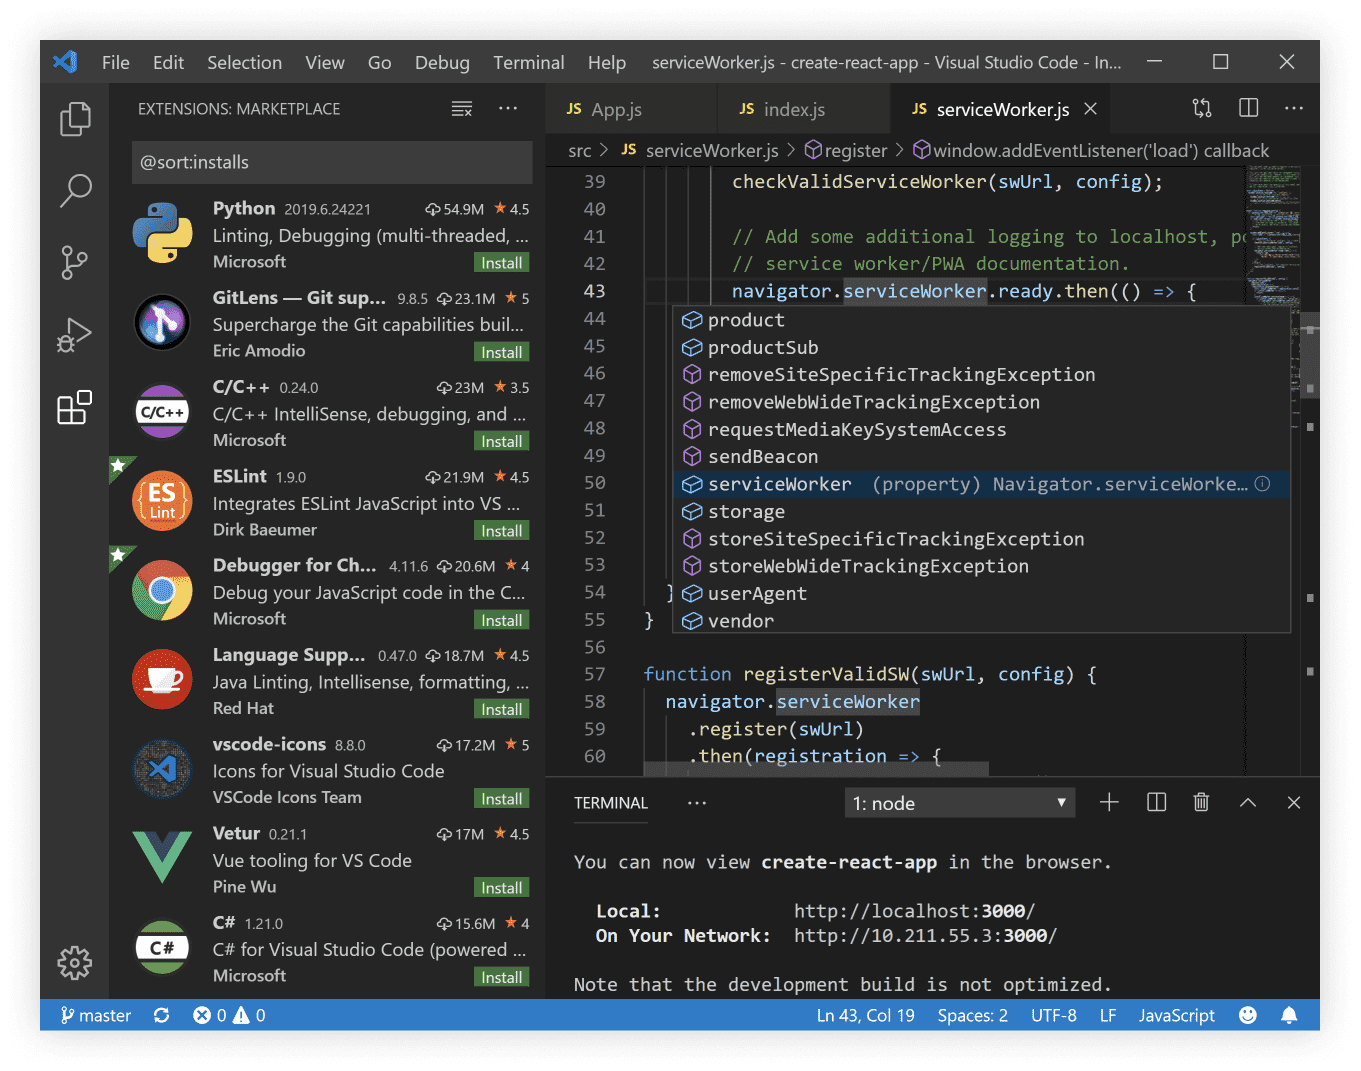 File Edit Selection View Go Debug Terminal Help serviceWorker.js - create-react-app - Visual Studio Code - In...
EXTENSIONS: MARKETPLACE
@sort:installs
Python 2019.6.24221 54.9M 4.5
Linting, Debugging (multi-threaded, ...
Microsoft Install
GitLens — Git sup... 9.8.5 23.1M 5
Supercharge the Git capabilities buil...
Eric Amodio Install
C/C++
C/C++ 0.24.0 23M 3.5
C/C++ IntelliSense, debugging, and ...
Microsoft Install
ES
Lint
ESLint 1.9.0 21.9M 4.5
Integrates ESLint JavaScript into VS ...
Dirk Baeumer Install
Debugger for Ch... 4.11.6 20.6M 4
Debug your JavaScript code in the C...
Microsoft Install
Language Supp... 0.47.0 18.7M 4.5
Java Linting, Intellisense, formatting, ...
Red Hat Install
vscode-icons 8.8.0 17.2M 5
Icons for Visual Studio Code
VSCode Icons Team Install
Vetur 0.21.1 17M 4.5
Vue tooling for VS Code
Pine Wu Install
C#
C# 1.21.0 15.6M 4
C# for Visual Studio Code (powered ...
Microsoft Install
JS App.js JS index.js JS serviceWorker.js
src > JS serviceWorker.js > register > window.addEventListener('load') callback
39 checkValidServiceWorker(swUrl, config);
40
41 // Add some additional logging to localhost, po
42 // service worker/PWA documentation.
43 navigator.serviceWorker.ready.then(() => {
44 product
45 productSub
46 removeSiteSpecificTrackingException
47 removeWebWideTrackingException
48 requestMediaKeySystemAccess
49 sendBeacon
50 serviceWorker (property) Navigator.serviceWorke...
51 storage
52 storeSiteSpecificTrackingException
53 storeWebWideTrackingException
54 } userAgent
55 } vendor
56
57 function registerValidSW(swUrl, config) {
58 navigator.serviceWorker
59 .register(swUrl)
60 .then(registration => {
TERMINAL ... 1: node
You can now view create-react-app in the browser.
Local: http://localhost:3000/
On Your Network: http://10.211.55.3:3000/
Note that the development build is not optimized.
master 0 0 Ln 43, Col 19 Spaces: 2 UTF-8 LF JavaScript